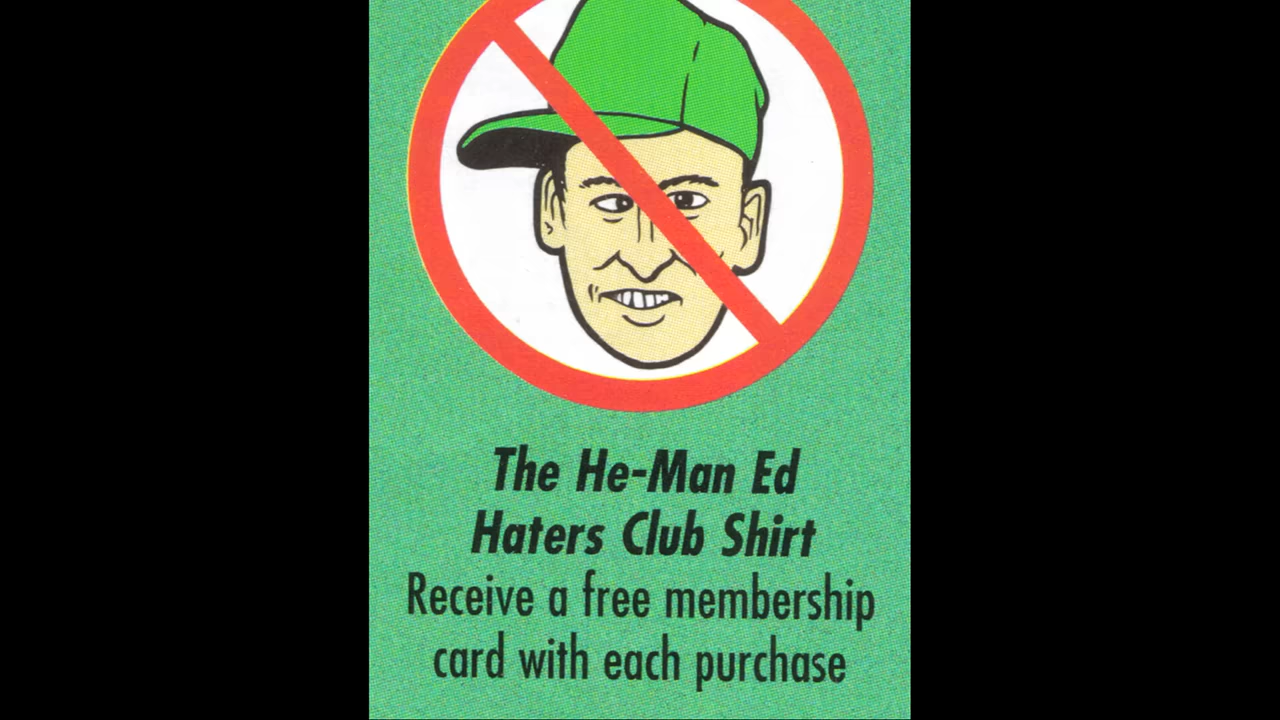 The He-Man Ed
Haters Club Shirt
Receive a free membership
card with each purchase